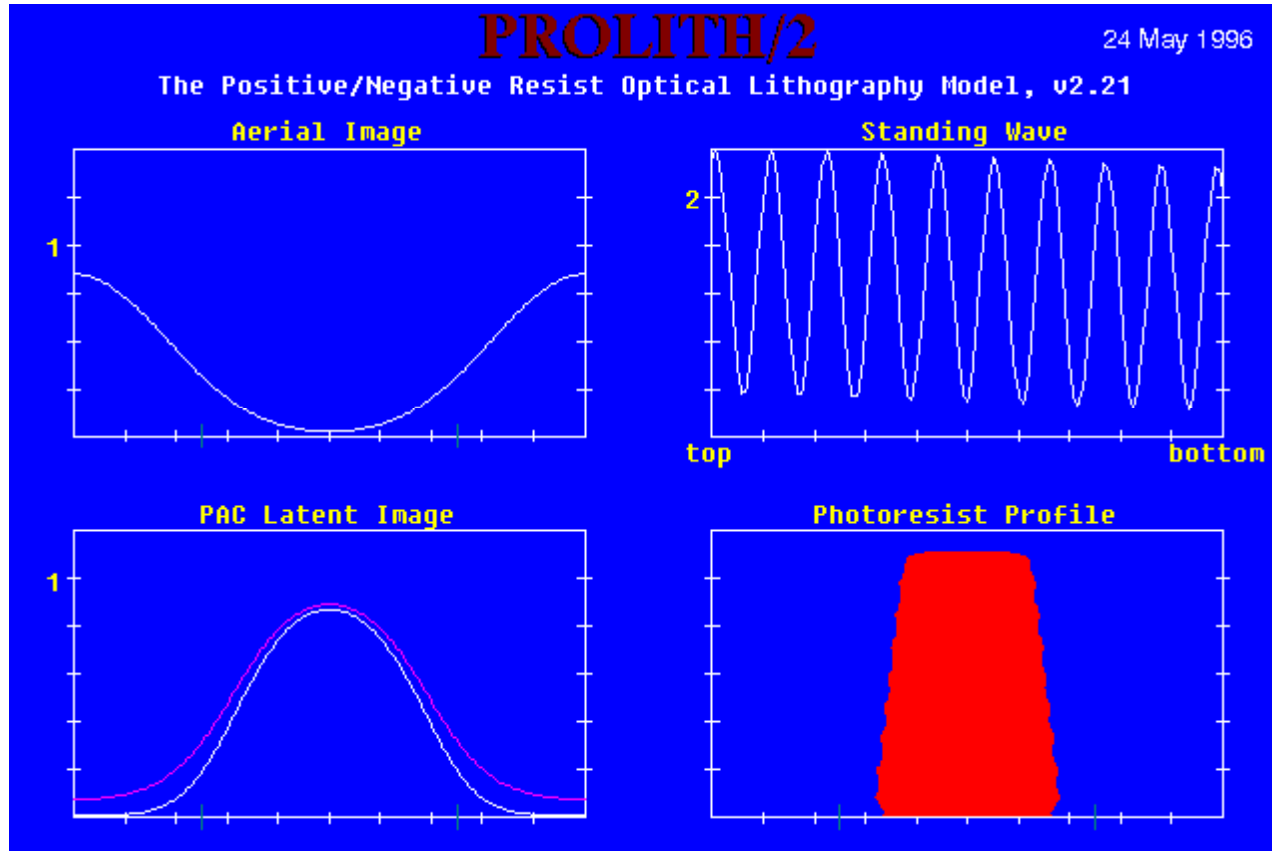 PROLITH/2
24 May 1996
The Positive/Negative Resist Optical Lithography Model, v2.21
Aerial Image
1
Standing Wave
2
top
bottom
PAC Latent Image
1
Photoresist Profile